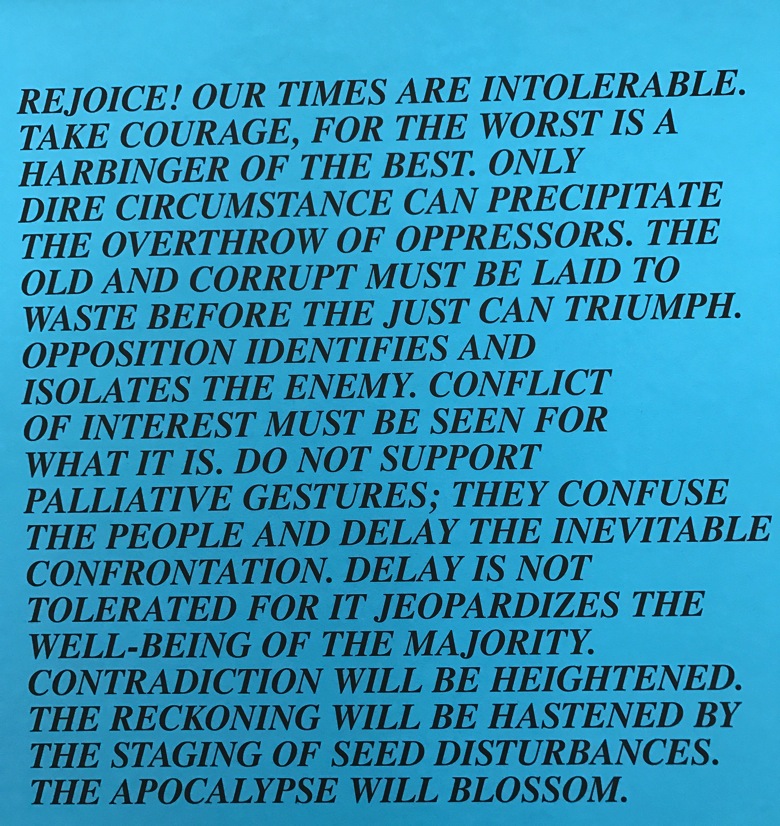 REJOICE! OUR TIMES ARE INTOLERABLE.
TAKE COURAGE, FOR THE WORST IS A
HARBINGER OF THE BEST. ONLY
DIRE CIRCUMSTANCE CAN PRECIPITATE
THE OVERTHROW OF OPPRESSORS. THE
OLD AND CORRUPT MUST BE LAID TO
WASTE BEFORE THE JUST CAN TRIUMPH.
OPPOSITION IDENTIFIES AND
ISOLATES THE ENEMY. CONFLICT
OF INTEREST MUST BE SEEN FOR
WHAT IT IS. DO NOT SUPPORT
PALLIATIVE GESTURES; THEY CONFUSE
THE PEOPLE AND DELAY THE INEVITABLE
CONFRONTATION. DELAY IS NOT
TOLERATED FOR IT JEOPARDIZES THE
WELL-BEING OF THE MAJORITY.
CONTRADICTION WILL BE HEIGHTENED.
THE RECKONING WILL BE HASTENED BY
THE STAGING OF SEED DISTURBANCES.
THE APOCALYPSE WILL BLOSSOM.